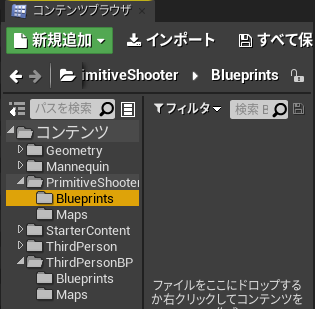 コンテンツブラウザ
新規追加 インポート すべて保
imitiveShooter Blueprints
パスを検索 フィルタ 検索 B
コンテンツ
Geometry
Mannequin
PrimitiveShooter
Blueprints
Maps
StarterContent
ThirdPerson
ThirdPersonBP
Blueprints
Maps
ファイルをここにドロップする
か右クリックしてコンテンツを